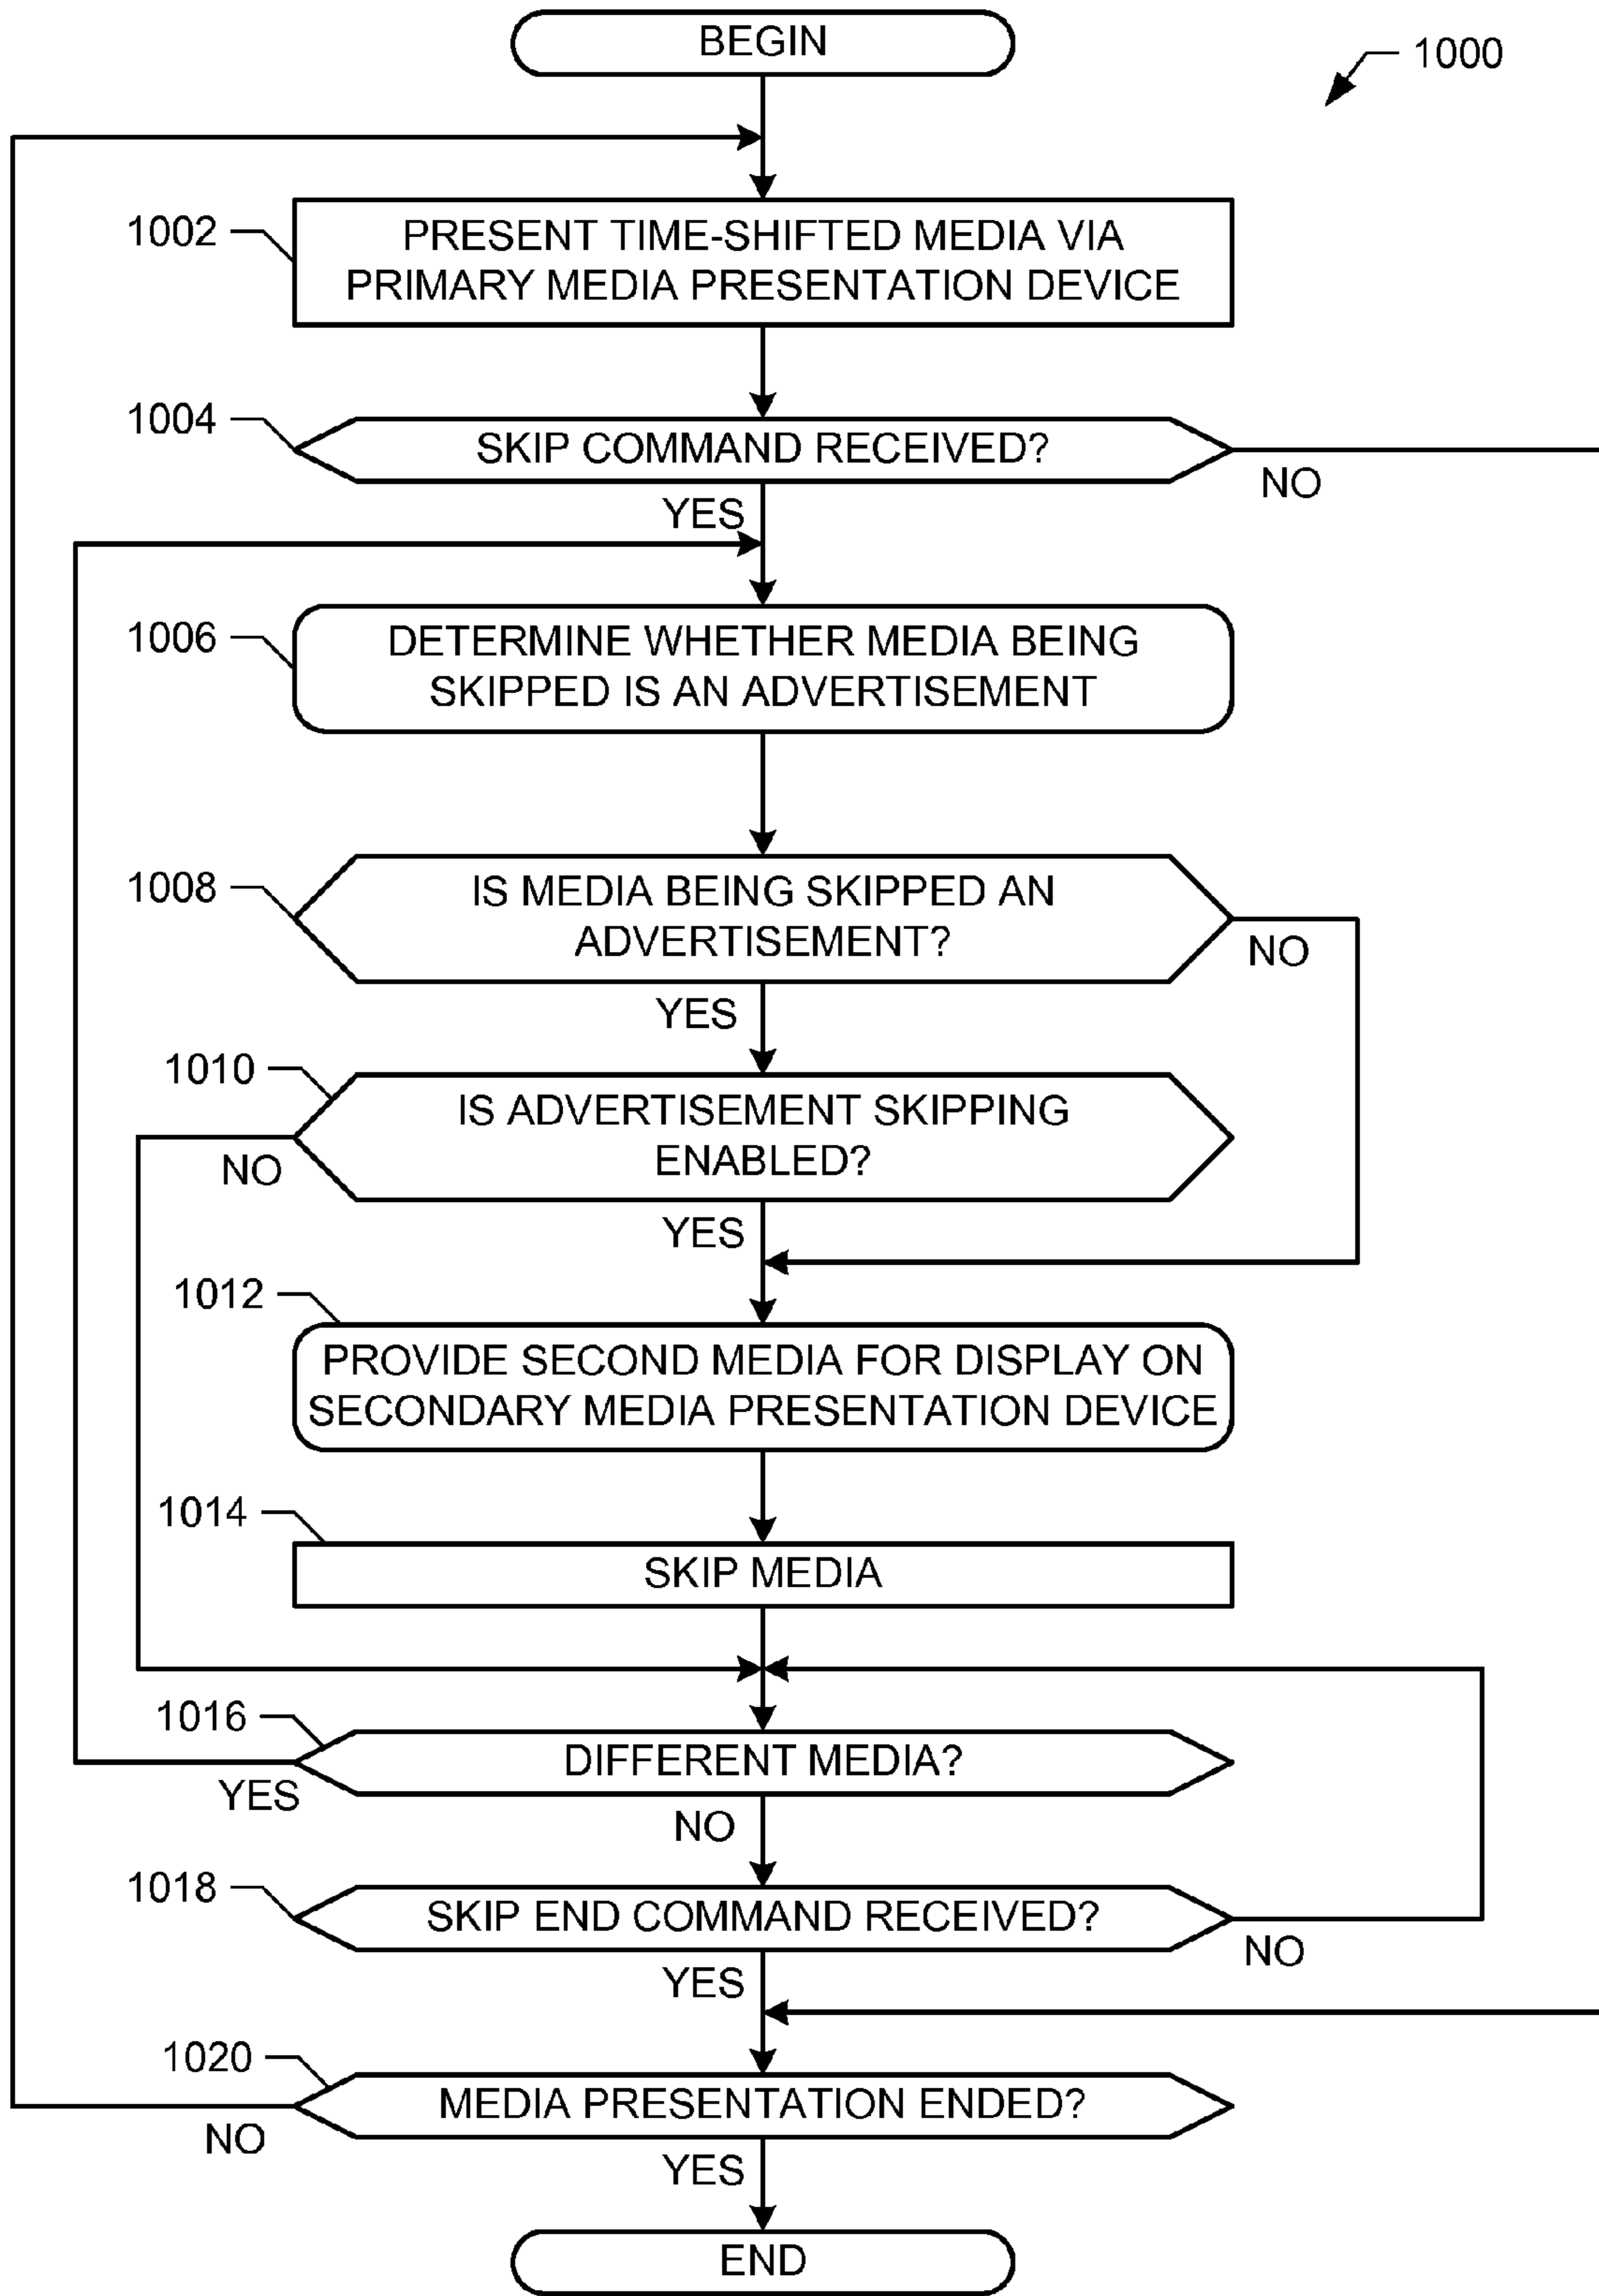 BEGIN
1000
1002
PRESENT TIME-SHIFTED MEDIA VIA
PRIMARY MEDIA PRESENTATION DEVICE
1004
SKIP COMMAND RECEIVED?
NO
YES
1006
DETERMINE WHETHER MEDIA BEING
SKIPPED IS AN ADVERTISEMENT
1008
IS MEDIA BEING SKIPPED AN
ADVERTISEMENT?
NO
YES
1010
IS ADVERTISEMENT SKIPPING
ENABLED?
NO
YES
1012
PROVIDE SECOND MEDIA FOR DISPLAY ON
SECONDARY MEDIA PRESENTATION DEVICE
1014
SKIP MEDIA
1016
DIFFERENT MEDIA?
YES
NO
1018
SKIP END COMMAND RECEIVED?
NO
YES
1020
MEDIA PRESENTATION ENDED?
NO
YES
END